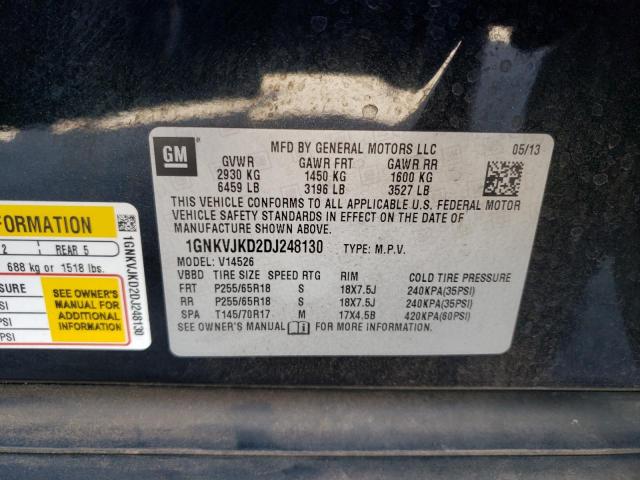 GM
MFD BY GENERAL MOTORS LLC 05/13
GVWR GAWR FRT GAWR RR
2930 KG 1450 KG 1600 KG
6459 LB 3196 LB 3527 LB
THIS VEHICLE CONFORMS TO ALL APPLICABLE U.S. FEDERAL MOTOR
VEHICLE SAFETY STANDARDS IN EFFECT ON THE DATE OF
MANUFACTURE SHOWN ABOVE.
1GNKVJKD2DJ248130 TYPE: M.P.V.
MODEL: V14526
VBBD TIRE SIZE SPEED RTG RIM COLD TIRE PRESSURE
FRT P255/65R18 S 18X7.5J 240KPA(35PSI)
RR P255/65R18 S 18X7.5J 240KPA(35PSI)
SPA T145/70R17 M 17X4.5B 420KPA(60PSI)
SEE OWNER'S MANUAL FOR MORE INFORMATION
FORMATION
2 REAR 5
688 kg or 1518 lbs.
SURE
SEE OWNER'S
MANUAL FOR
ADDITIONAL
INFORMATION
PSI
PSI
1GNKVJKD2DJ248130